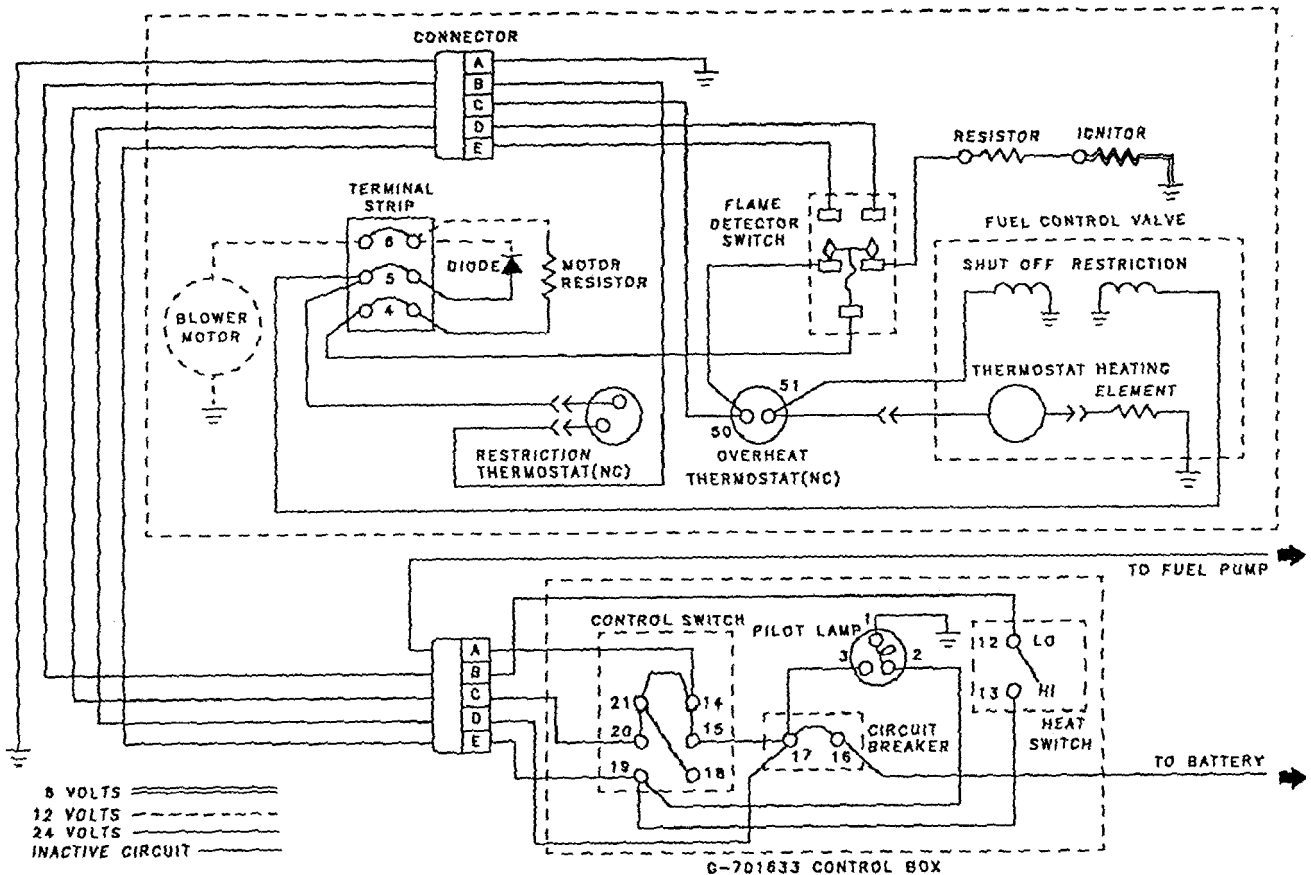 CONNECTOR
A
B
C
D
E
RESISTOR
IGNITOR
TERMINAL
STRIP
6
5
4
DIODE
MOTOR
RESISTOR
FLAME
DETECTOR
SWITCH
FUEL CONTROL VALVE
SHUT OFF
RESTRICTION
BLOWER
MOTOR
THERMOSTAT
HEATING
ELEMENT
51
50
OVERHEAT
THERMOSTAT(NC)
RESTRICTION
THERMOSTAT(NC)
TO FUEL PUMP
CONTROL SWITCH
PILOT LAMP
1
3
2
12
LO
13
HI
HEAT
SWITCH
A
B
C
D
E
21
14
20
15
19
18
CIRCUIT
BREAKER
17
16
TO BATTERY
8 VOLTS
12 VOLTS
24 VOLTS
INACTIVE CIRCUIT
G-701633 CONTROL BOX